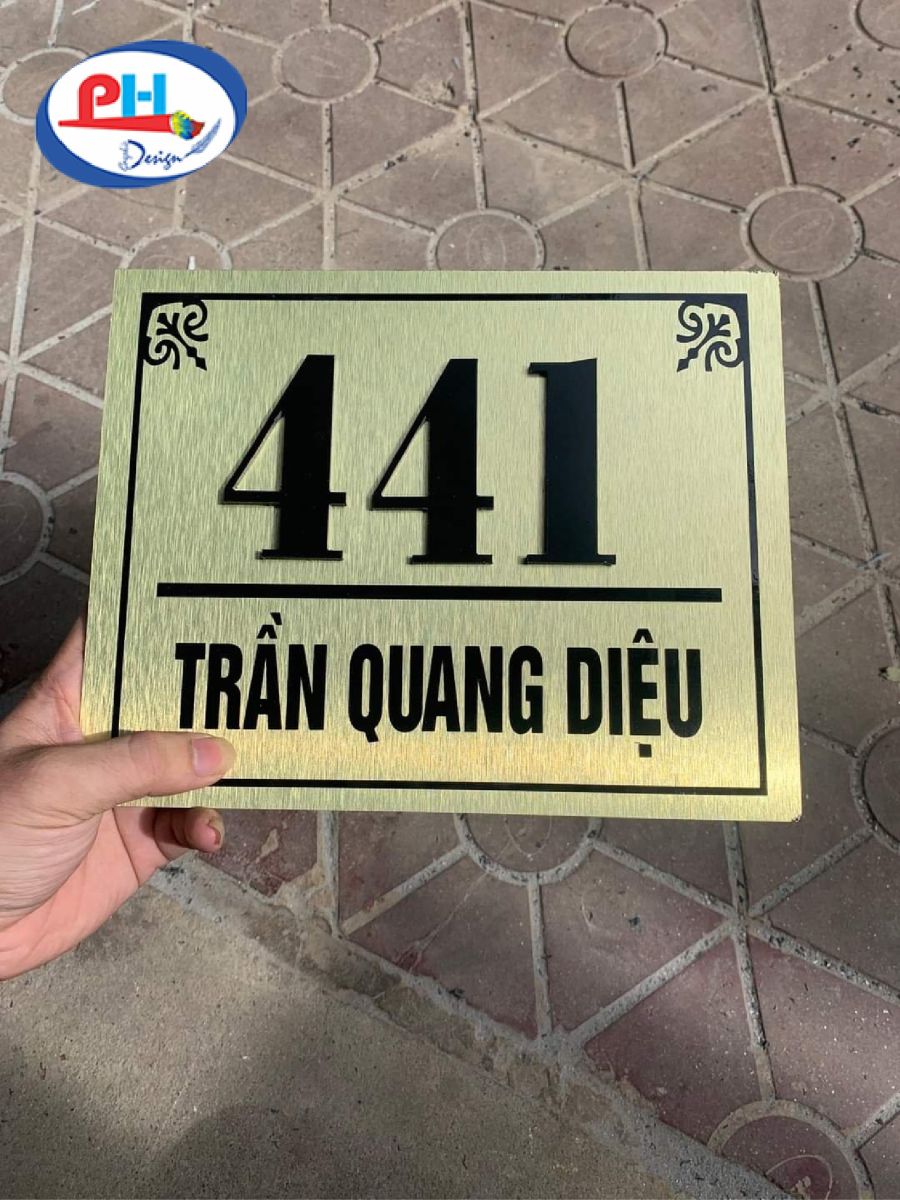 PH
Design
441
TRẦN QUANG DIỆU